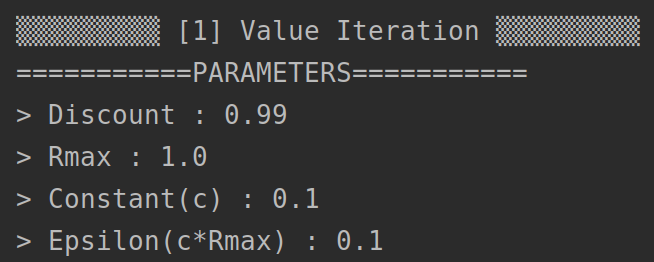 ▒▒▒▒▒▒▒▒▒ [1] Value Iteration ▒▒▒▒▒▒▒▒▒
===========PARAMETERS===========
> Discount : 0.99
> Rmax : 1.0
> Constant(c) : 0.1
> Epsilon(c*Rmax) : 0.1